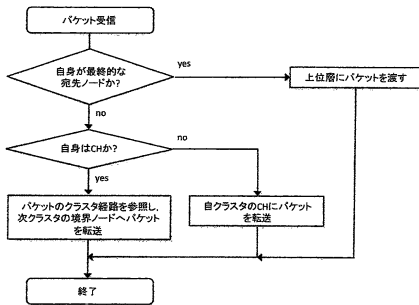 パケット受信
自身が最終的な
宛先ノードか?
yes
上位層にパケットを渡す
no
自身はCHか?
no
yes
パケットのクラスタ経路を参照し,
次クラスタの境界ノードへパケット
を転送
自クラスタのCHにパケット
を転送
終了